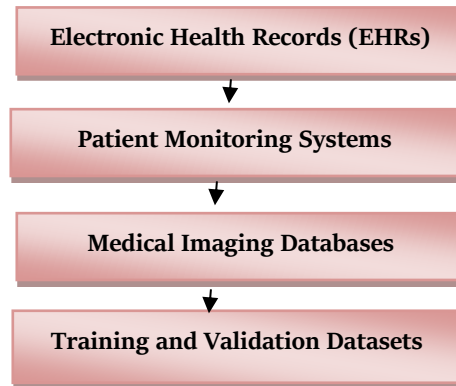 Electronic Health Records (EHRs)
Patient Monitoring Systems
Medical Imaging Databases
Training and Validation Datasets